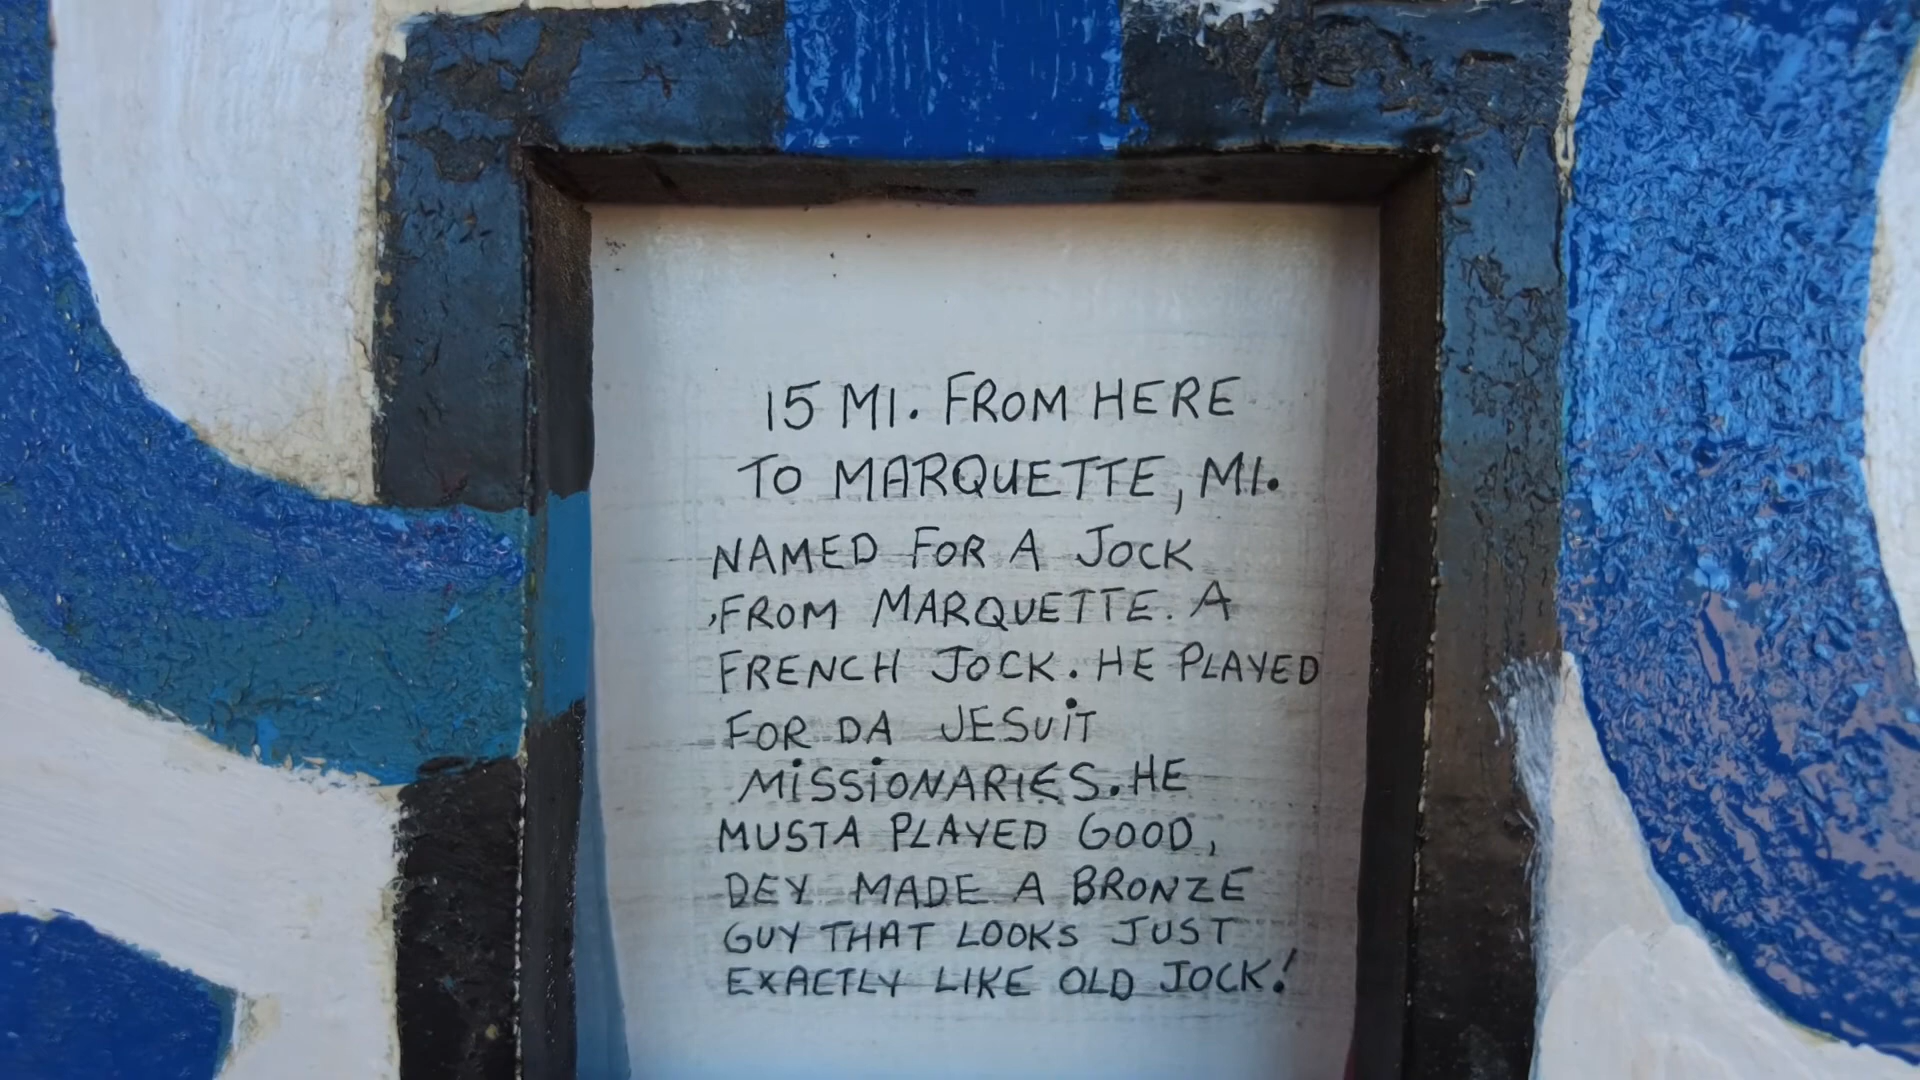 15 MI. FROM HERE
TO MARQUETTE, MI.
NAMED FOR A JOCK
,FROM MARQUETTE. A
FRENCH JOCK. HE PLAYED
FOR DA JESUiT
MiSSiONARIES. HE
MUSTA PLAYED GOOD,
DEY MADE A BRONZE
GUY THAT LOOKS JUST
EXACTLY LIKE OLD JOCK!